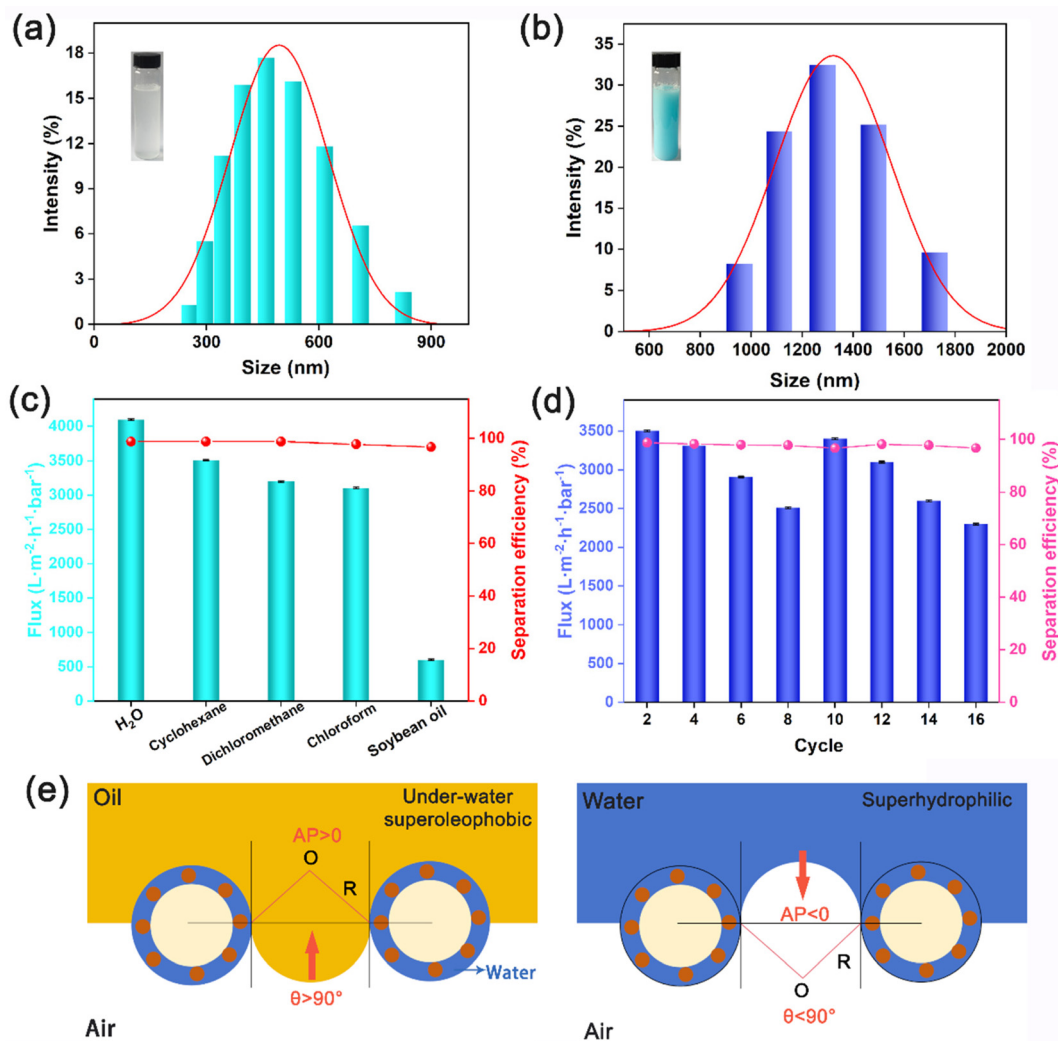 (a)
18
15
12
9
6
3
0
Intensity (%)
0 300 600 900
Size (nm)
(b)
35
30
25
20
15
10
5
0
Intensity (%)
600 800 1000 1200 1400 1600 1800 2000
Size (nm)
(c)
4000
3500
3000
2500
2000
1500
1000
500
0
Flux (L·m⁻²·h⁻¹·bar⁻¹)
100
80
60
40
20
0
Separation efficiency (%)
H₂O Cyclohexane Dichloromethane Chloroform Soybean oil
(d)
3500
3000
2500
2000
1500
1000
500
0
Flux (L·m⁻²·h⁻¹·bar⁻¹)
100
80
60
40
20
0
Separation efficiency (%)
2 4 6 8 10 12 14 16
Cycle
(e)
Oil
Under-water
superoleophobic
AP>0
O
R
Water
θ>90°
Air
Water
Superhydrophilic
AP<0
R
O
θ<90°
Air